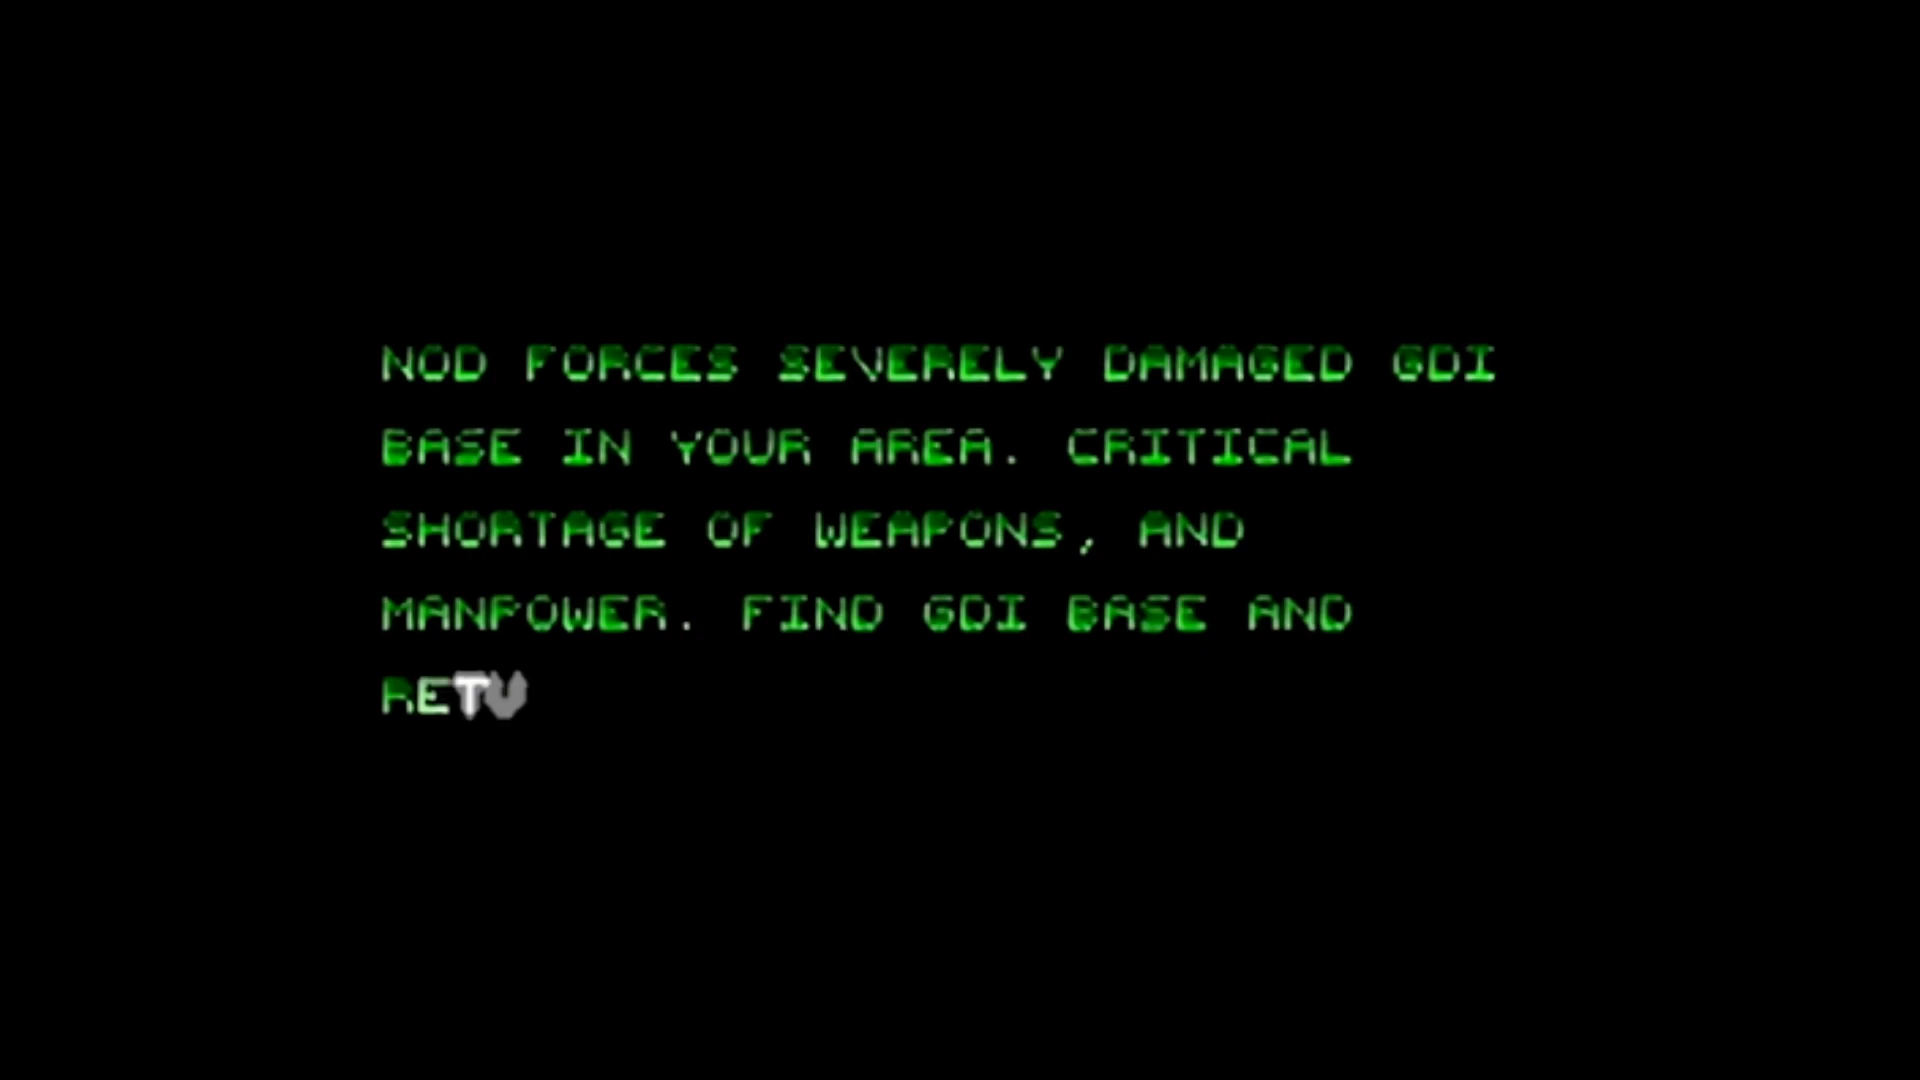 NOD FORCES SEVERELY DAMAGED GDI
BASE IN YOUR AREA. CRITICAL
SHORTAGE OF WEAPONS, AND
MANPOWER. FIND GDI BASE AND
RETU